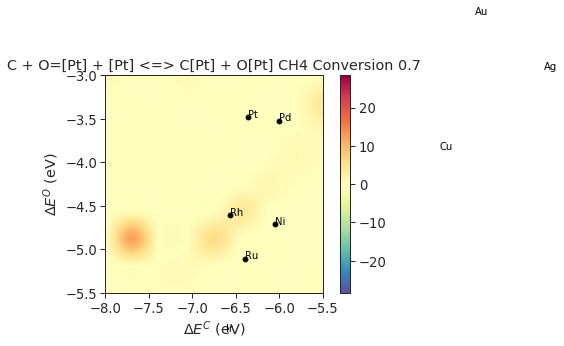 Au
C + O=[Pt] + [Pt] <=> C[Pt] + O[Pt] CH4 Conversion 0.7
Ag
−3.0
−3.5
−4.0
−4.5
−5.0
−5.5
ΔE^O (eV)
Pt
Pd
Rh
Ni
Ru
Cu
20
10
0
−10
−20
−8.0 −7.5 −7.0 −6.5 −6.0 −5.5
ΔE^C (eV)
Ir